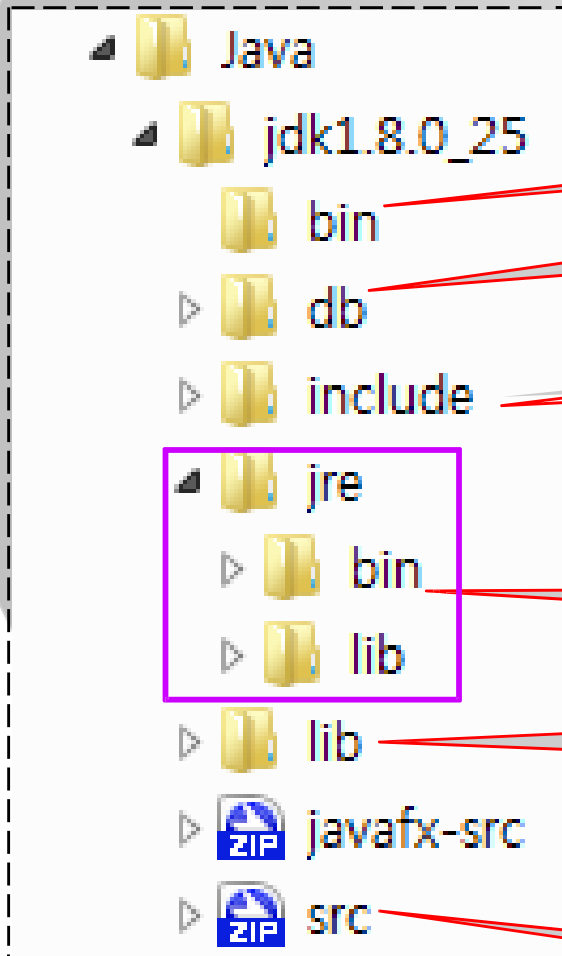 Java
jdk1.8.0_25
bin
db
include
jre
bin
lib
lib
ZIP javafx-src
ZIP src